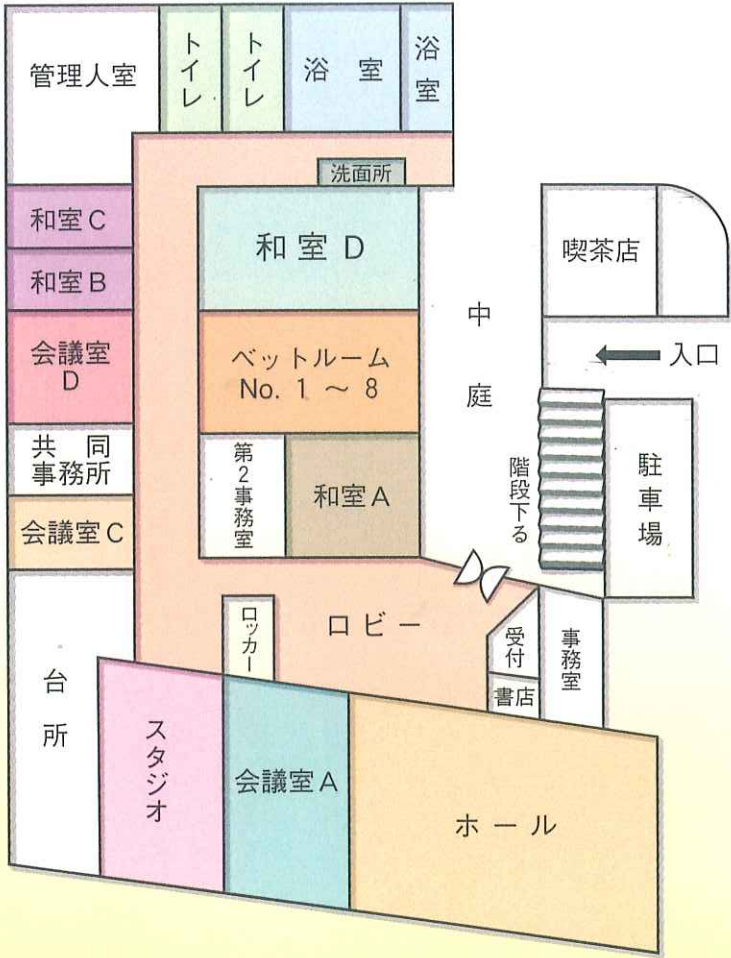 管理人室
トイレ
トイレ
浴 室
浴室
洗面所
和室C
和室D
喫茶店
和室B
中庭
会議室
D
ベットルーム
No. 1 ～ 8
入口
共 同
事務所
第2事務室
和室A
階段下る
駐車場
会議室C
ロッカー
ロビー
受付
事務室
台所
書店
スタジオ
会議室A
ホール